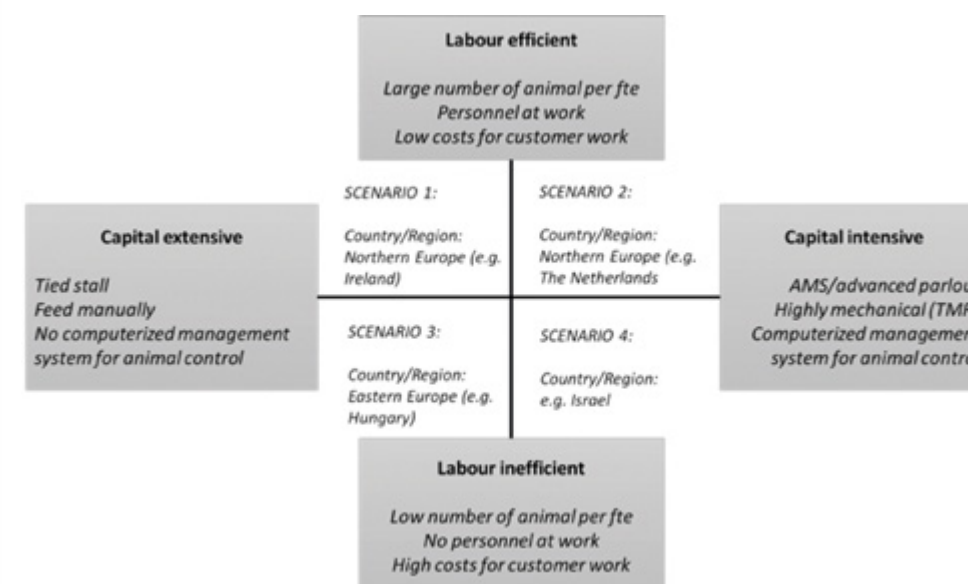 Labour efficient
Large number of animal per fte
Personnel at work
Low costs for customer work
SCENARIO 1:
Country/Region:
Northern Europe (e.g.
Ireland)
SCENARIO 2:
Country/Region:
Northern Europe (e.g.
The Netherlands
Capital extensive
Tied stall
Feed manually
No computerized management
system for animal control
Capital intensive
AMS/advanced
Highly mechanical
Computerized management
system for animal
SCENARIO 3:
Country/Region:
Eastern Europe (e.g.
Hungary)
SCENARIO 4:
Country/Region:
e.g. Israel
Labour inefficient
Low number of animal per fte
No personnel at work
High costs for customer work